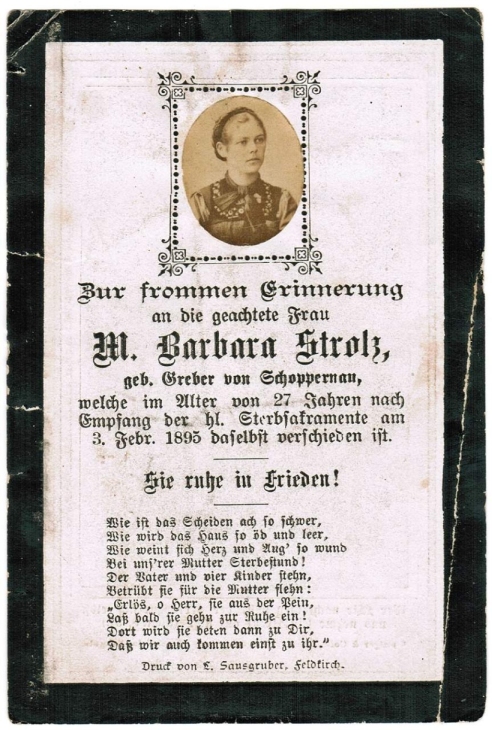 Zur frommen Erinnerung
an die geachtete Frau
M. Barbara Strolz,
geb. Greber von Schoppernau,
welche im Alter von 27 Jahren nach
Empfang der hl. Sterbsakramente am
3. Febr. 1895 daselbst verschieden ist.
Sie ruhe in Frieden!
Wie ist das Scheiden ach so schwer,
Wie wird das Haus so öd und leer,
Wie weint sich Herz und Aug' so wund
Bei uns'rer Mutter Sterbestund!
Der Vater und vier Kinder stehn,
Betrübt sie für die Mutter flehn:
„Erlös, o Herr, sie aus der Pein,
Laß bald sie gehn zur Ruhe ein!
Dort wird sie beten dann zu Dir,
Daß wir auch kommen einst zu ihr."
Druck von L. Sausgruber, Feldkirch.